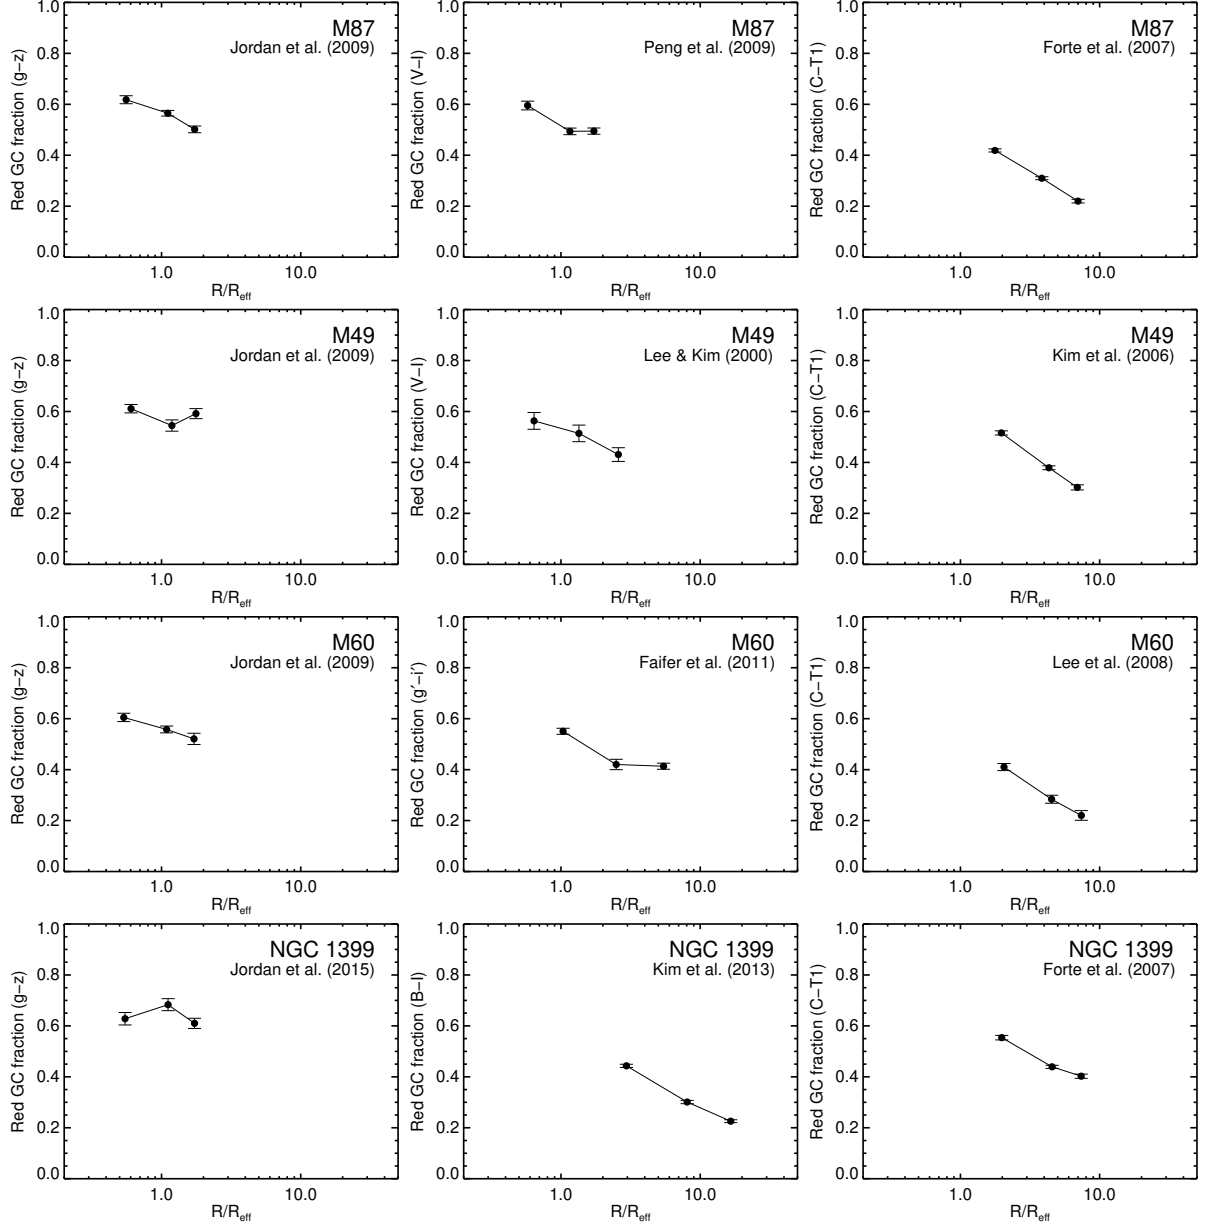 M87
Jordan et al. (2009)
Red GC fraction (g−z)
1.0
0.8
0.6
0.4
0.2
0.0
1.0 10.0
R/Reff
M87
Peng et al. (2009)
Red GC fraction (V−I)
1.0
0.8
0.6
0.4
0.2
0.0
1.0 10.0
R/Reff
M87
Forte et al. (2007)
Red GC fraction (C−T1)
1.0
0.8
0.6
0.4
0.2
0.0
1.0 10.0
R/Reff
M49
Jordan et al. (2009)
Red GC fraction (g−z)
1.0
0.8
0.6
0.4
0.2
0.0
1.0 10.0
R/Reff
M49
Lee & Kim (2000)
Red GC fraction (V−I)
1.0
0.8
0.6
0.4
0.2
0.0
1.0 10.0
R/Reff
M49
Kim et al. (2006)
Red GC fraction (C−T1)
1.0
0.8
0.6
0.4
0.2
0.0
1.0 10.0
R/Reff
M60
Jordan et al. (2009)
Red GC fraction (g−z)
1.0
0.8
0.6
0.4
0.2
0.0
1.0 10.0
R/Reff
M60
Faifer et al. (2011)
Red GC fraction (g′−i′)
1.0
0.8
0.6
0.4
0.2
0.0
1.0 10.0
R/Reff
M60
Lee et al. (2008)
Red GC fraction (C−T1)
1.0
0.8
0.6
0.4
0.2
0.0
1.0 10.0
R/Reff
NGC 1399
Jordan et al. (2015)
Red GC fraction (g−z)
1.0
0.8
0.6
0.4
0.2
0.0
1.0 10.0
R/Reff
NGC 1399
Kim et al. (2013)
Red GC fraction (B−I)
1.0
0.8
0.6
0.4
0.2
0.0
1.0 10.0
R/Reff
NGC 1399
Forte et al. (2007)
Red GC fraction (C−T1)
1.0
0.8
0.6
0.4
0.2
0.0
1.0 10.0
R/Reff